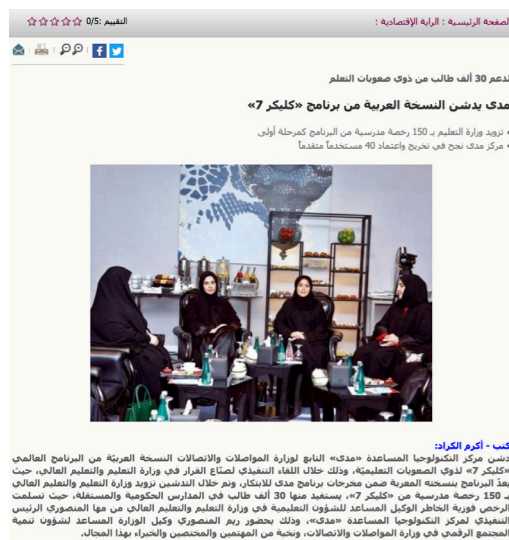 الصفحة الرئيسية : الراية الإقتصادية :
التقييم :0/5
لدعم 30 ألف طالب من ذوي صعوبات التعلم
مدى يدشن النسخة العربية من برنامج «كليكر 7»
• تزويد وزارة التعليم بـ 150 رخصة مدرسية من البرنامج كمرحلة أولى
• مركز مدى نجح في تخريج واعتماد 40 مستخدماً متقدماً
كتب - أكرم الكراد:
دشن مركز التكنولوجيا المساعدة «مدى» التابع لوزارة المواصلات والاتصالات النسخة العربيّة من البرنامج العالمي
«كليكر 7» لذوي الصعوبات التعليميّة، وذلك خلال اللقاء التنفيذي لصنّاع القرار في وزارة التعليم والتعليم العالي، حيث
يعدّ البرنامج بنسخته المعربة ضمن مخرجات برنامج مدى للابتكار، وتم خلال التدشين تزويد وزارة التعليم والتعليم العالي
بـ 150 رخصة مدرسية من «كليكر 7»، يستفيد منها 30 ألف طالب في المدارس الحكومية والمستقلة، حيث تسلمت
الرخص فوزية الخاطر الوكيل المساعد للشؤون التعليمية في وزارة التعليم والتعليم العالي من مها المنصوري الرئيس
التنفيذي لمركز التكنولوجيا المساعدة «مدى»، وذلك بحضور ريم المنصوري وكيل الوزارة المساعد لشؤون تنمية
المجتمع الرقمي في وزارة المواصلات والاتصالات، ونخبة من المهتمين والمختصين والخبراء بهذا المجال.